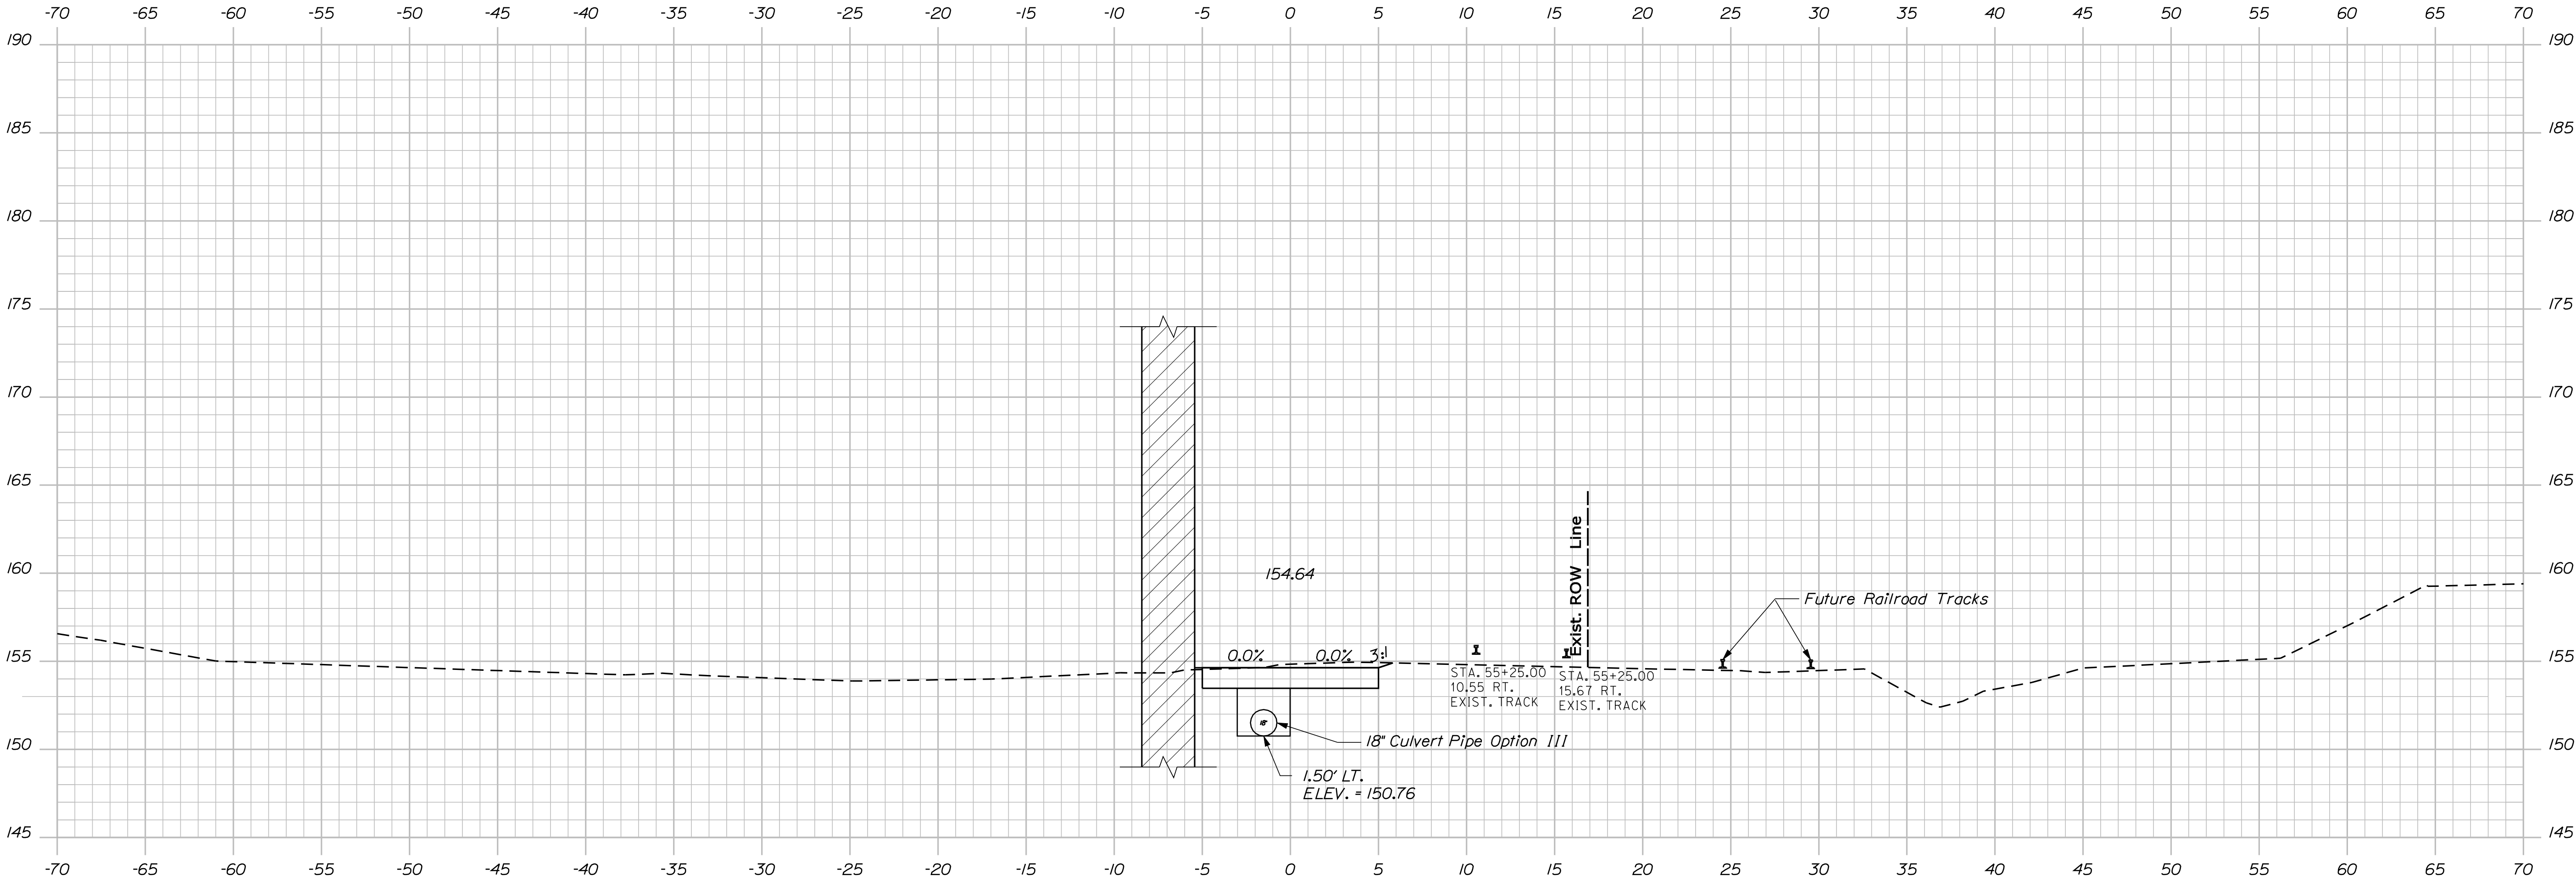 -70 -65 -60 -55 -50 -45 -40 -35 -30 -25 -20 -15 -10 -5 0 5 10 15 20 25 30 35 40 45 50 55 60 65 70
190 190
185 185
180 180
175 175
170 170
165 165
160 160
155 155
150 150
145 145
154.64
Exist. ROW Line
Future Railroad Tracks
0.0% 0.0% 3:1
STA. 55+25.00
10.55 RT.
EXIST. TRACK
STA. 55+25.00
15.67 RT.
EXIST. TRACK
18"
18" Culvert Pipe Option III
1.50' LT.
ELEV. = 150.76
-70 -65 -60 -55 -50 -45 -40 -35 -30 -25 -20 -15 -10 -5 0 5 10 15 20 25 30 35 40 45 50 55 60 65 70